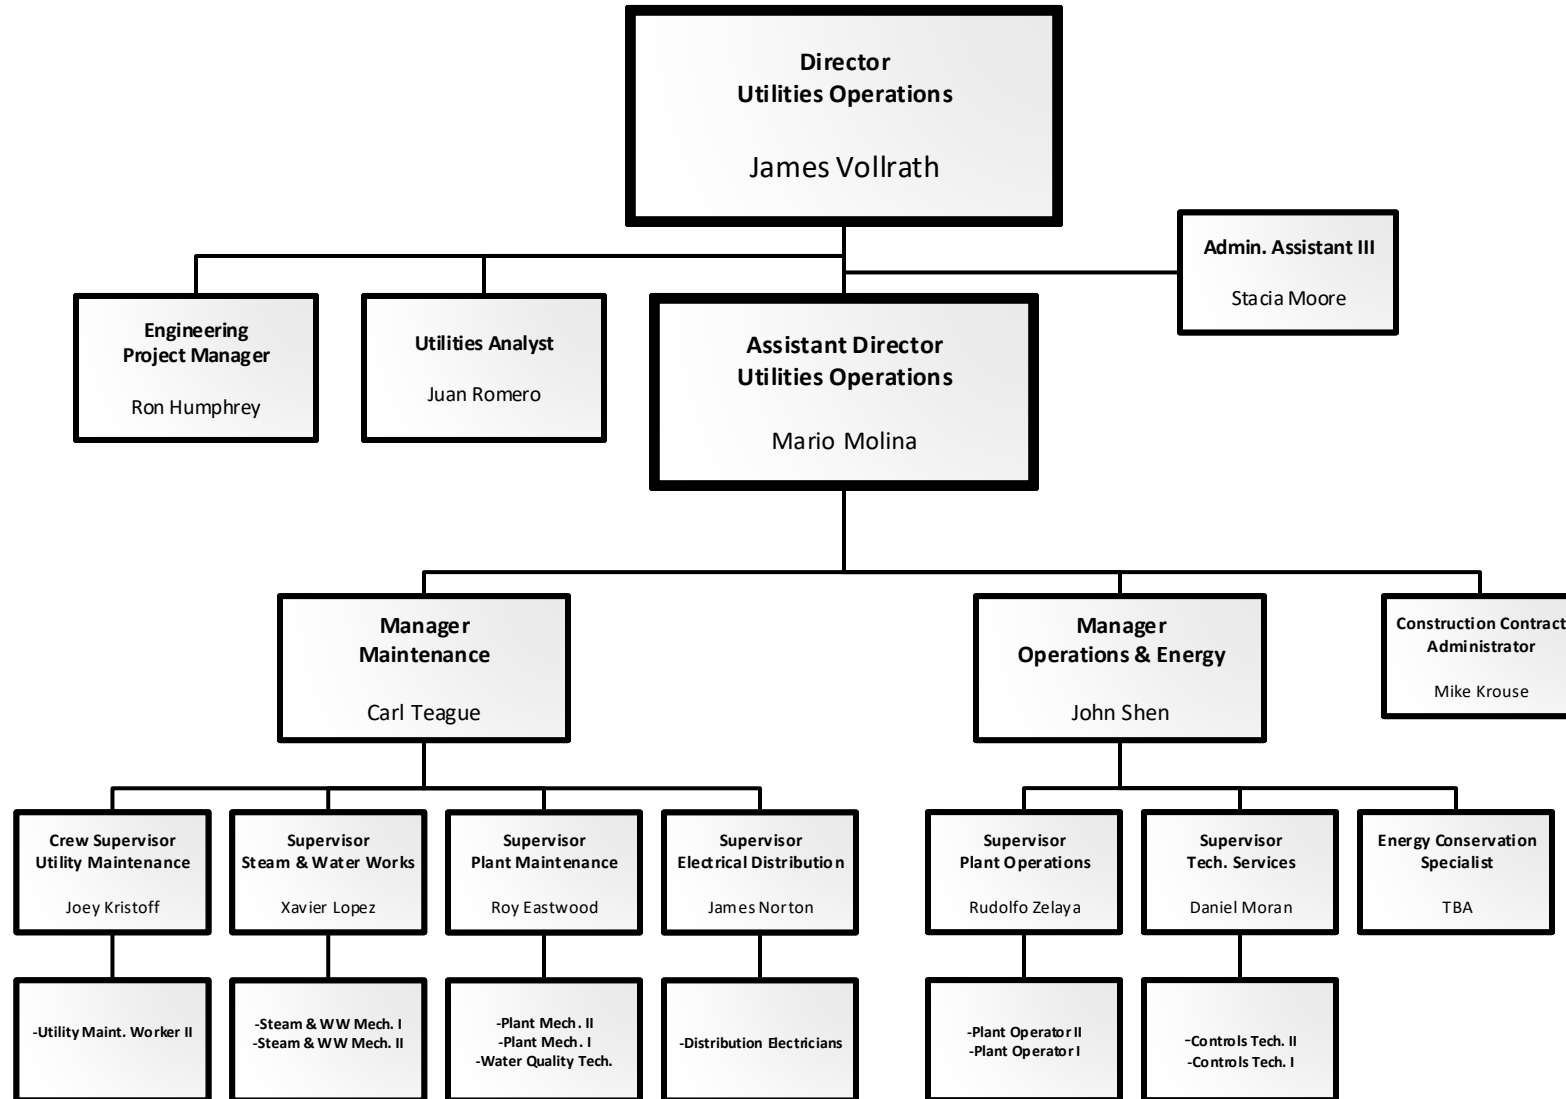 Director
Utilities Operations
James Vollrath
Admin. Assistant III
Stacia Moore
Engineering
Project Manager
Ron Humphrey
Utilities Analyst
Juan Romero
Assistant Director
Utilities Operations
Mario Molina
Manager
Maintenance
Carl Teague
Manager
Operations & Energy
John Shen
Construction Contract
Administrator
Mike Krouse
Crew Supervisor
Utility Maintenance
Joey Kristoff
Supervisor
Steam & Water Works
Xavier Lopez
Supervisor
Plant Maintenance
Roy Eastwood
Supervisor
Electrical Distribution
James Norton
Supervisor
Plant Operations
Rudolfo Zelaya
Supervisor
Tech. Services
Daniel Moran
Energy Conservation
Specialist
TBA
-Utility Maint. Worker II
-Steam & WW Mech. I
-Steam & WW Mech. II
-Plant Mech. II
-Plant Mech. I
-Water Quality Tech.
-Distribution Electricians
-Plant Operator II
-Plant Operator I
-Controls Tech. II
-Controls Tech. I